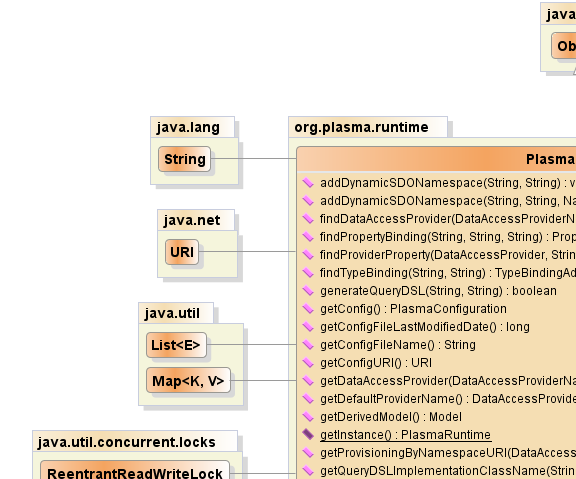 java
Ob
java.lang
String
org.plasma.runtime
Plasma
addDynamicSDONamespace(String, String) : v
addDynamicSDONamespace(String, String, Na
findDataAccessProvider(DataAccessProviderN
findPropertyBinding(String, String, String) : Prop
findProviderProperty(DataAccessProvider, Strin
findTypeBinding(String, String) : TypeBindingAd
generateQueryDSL(String, String) : boolean
getConfig() : PlasmaConfiguration
getConfigFileLastModifiedDate() : long
getConfigFileName() : String
getConfigURI() : URI
getDataAccessProvider(DataAccessProviderNa
getDefaultProviderName() : DataAccessProvide
getDerivedModel() : Model
getInstance() : PlasmaRuntime
getProvisioningByNamespaceURI(DataAccess
getQueryDSLImplementationClassName(String
java.net
URI
java.util
List<E>
Map<K, V>
java.util.concurrent.locks
ReentrantReadWriteLock